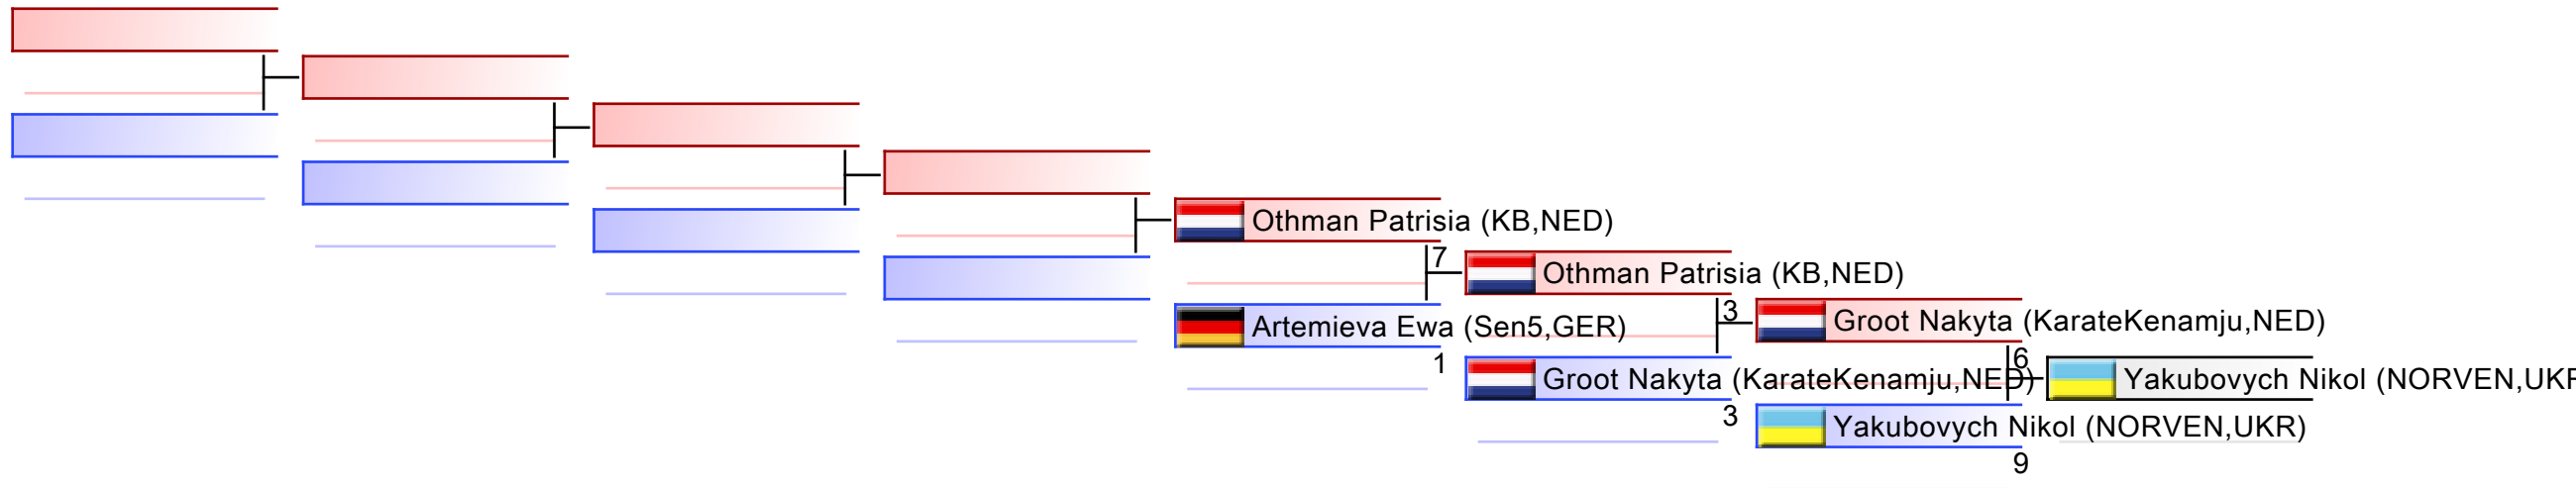 Othman Patrisia (KB,NED)
7
Othman Patrisia (KB,NED)
Artemieva Ewa (Sen5,GER)
3
Groot Nakyta (KarateKenamju,NED)
1
Groot Nakyta (KarateKenamju,NED)
6
Yakubovych Nikol (NORVEN,UKR
3
Yakubovych Nikol (NORVEN,UKR)
9